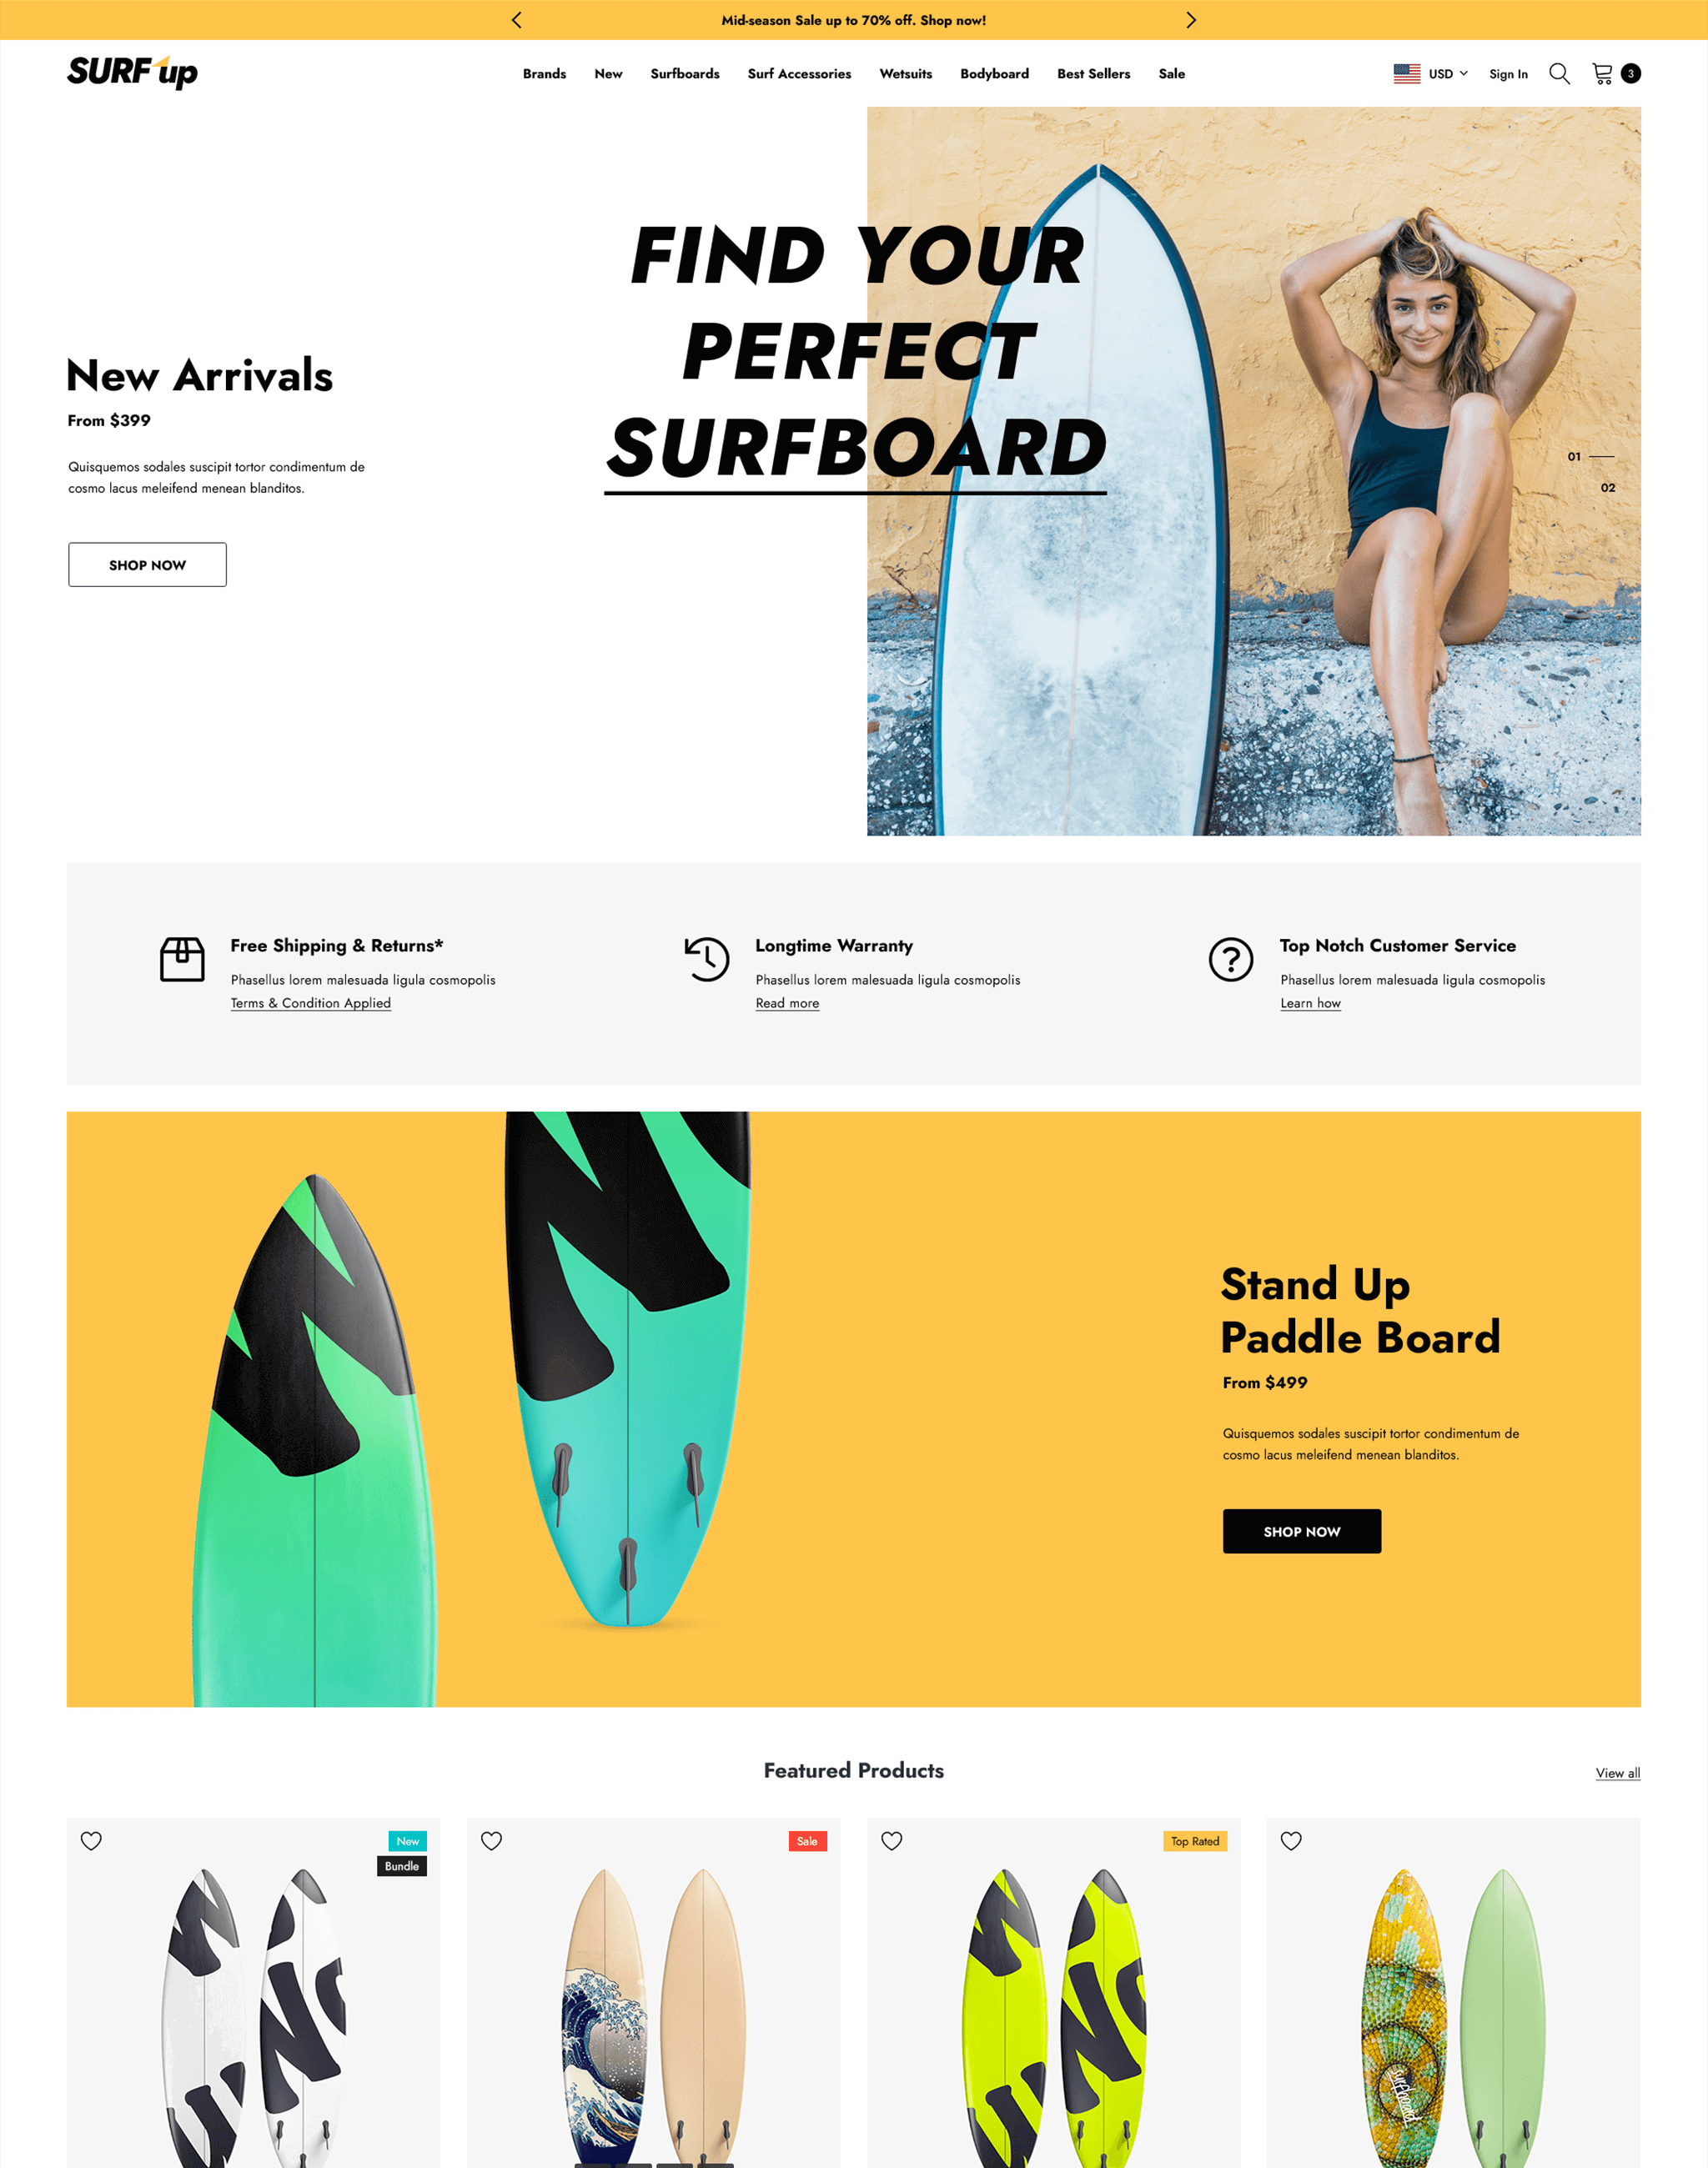 Mid-season Sale up to 70% off. Shop now!
SURF up
Brands New Surfboards Surf Accessories Wetsuits Bodyboard Best Sellers Sale
USD Sign In 3
FIND YOUR
PERFECT
SURFBOARD
New Arrivals
From $399
Quisquemos sodales suscipit tortor condimentum de
cosmo lacus meleifend menean blanditos.
SHOP NOW
01
02
Free Shipping & Returns*
Phasellus lorem malesuada ligula cosmopolis
Terms & Condition Applied
Longtime Warranty
Phasellus lorem malesuada ligula cosmopolis
Read more
Top Notch Customer Service
Phasellus lorem malesuada ligula cosmopolis
Learn how
Stand Up
Paddle Board
From $499
Quisquemos sodales suscipit tortor condimentum de
cosmo lacus meleifend menean blanditos.
SHOP NOW
Featured Products
View all
New
Bundle
Sale
Top Rated